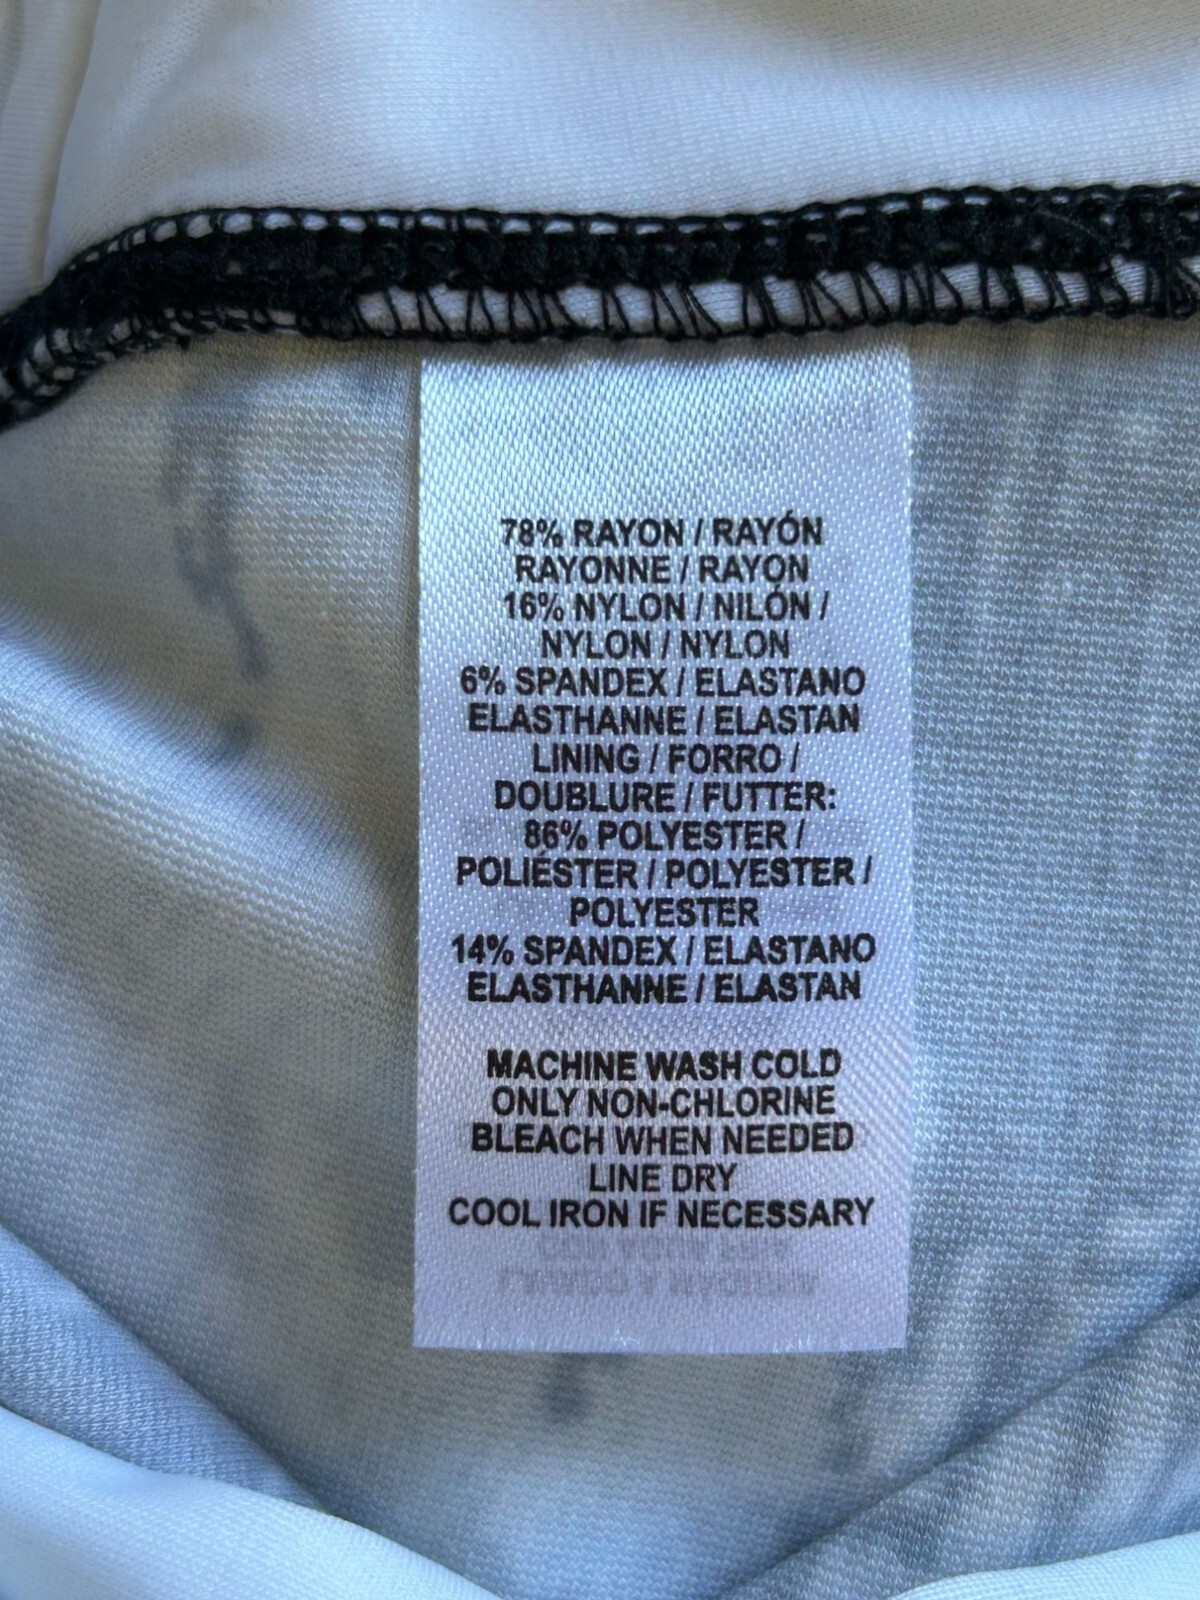 78% RAYON / RAYÓN
RAYONNE / RAYON
16% NYLON / NILÓN /
NYLON / NYLON
6% SPANDEX / ELASTANO
ELASTHANNE / ELASTAN
LINING / FORRO /
DOUBLURE / FUTTER:
86% POLYESTER /
POLIÉSTER / POLYESTER /
POLYESTER
14% SPANDEX / ELASTANO
ELASTHANNE / ELASTAN
MACHINE WASH COLD
ONLY NON-CHLORINE
BLEACH WHEN NEEDED
LINE DRY
COOL IRON IF NECESSARY